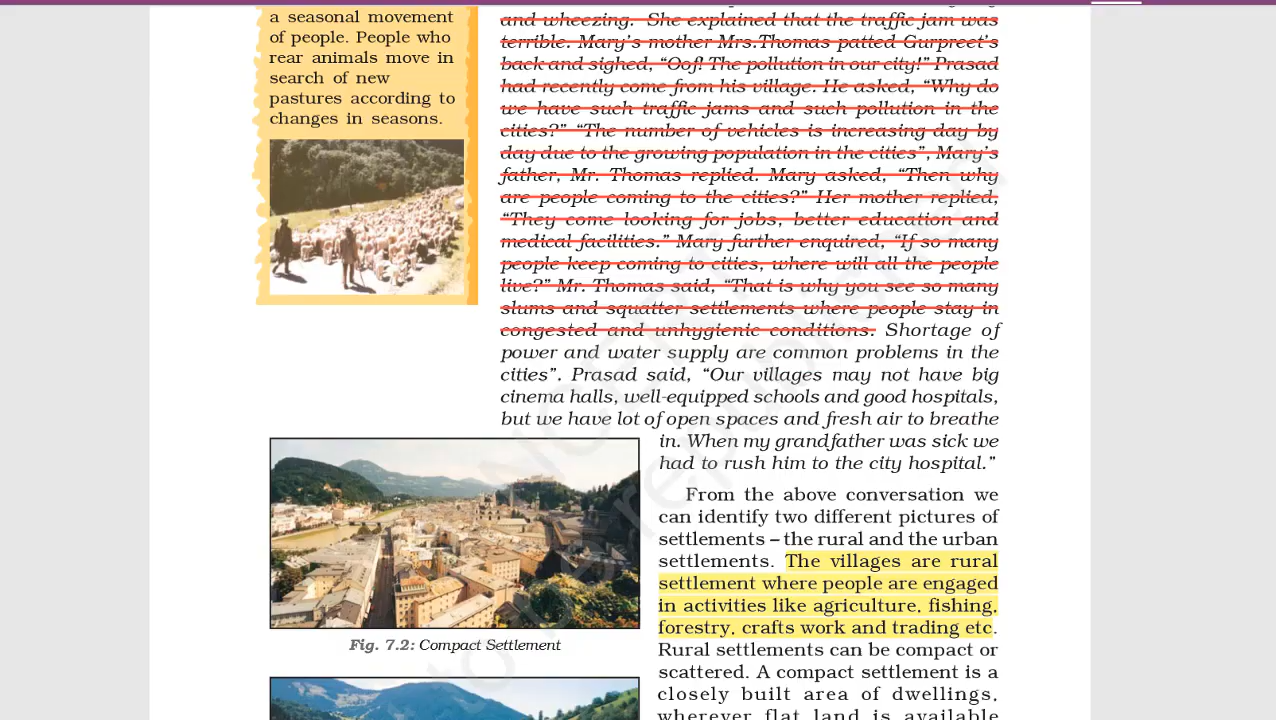 a seasonal movement
of people. People who
rear animals move in
search of new
pastures according to
changes in seasons.
and wheezing. She explained that the traffic jam was
terrible. Mary's mother Mrs.Thomas patted Gurpreet's
back and sighed, “Oof! The pollution in our city!” Prasad
had recently come from his village. He asked, “Why do
we have such traffic jams and such pollution in the
cities?” “The number of vehicles is increasing day by
day due to the growing population in the cities”, Mary's
father, Mr. Thomas replied. Mary asked, “Then why
are people coming to the cities?” Her mother replied,
“They come looking for jobs, better education and
medical facilities.” Mary further enquired, “If so many
people keep coming to cities, where will all the people
live?” Mr. Thomas said, “That is why you see so many
slums and squatter settlements where people stay in
congested and unhygienic conditions. Shortage of
power and water supply are common problems in the
cities”. Prasad said, “Our villages may not have big
cinema halls, well-equipped schools and good hospitals,
but we have lot of open spaces and fresh air to breathe
in. When my grandfather was sick we
had to rush him to the city hospital.”
From the above conversation we
can identify two different pictures of
settlements – the rural and the urban
settlements. The villages are rural
settlement where people are engaged
in activities like agriculture, fishing,
forestry, crafts work and trading etc.
Rural settlements can be compact or
scattered. A compact settlement is a
closely built area of dwellings,
wherever flat land is available
Fig. 7.2: Compact Settlement